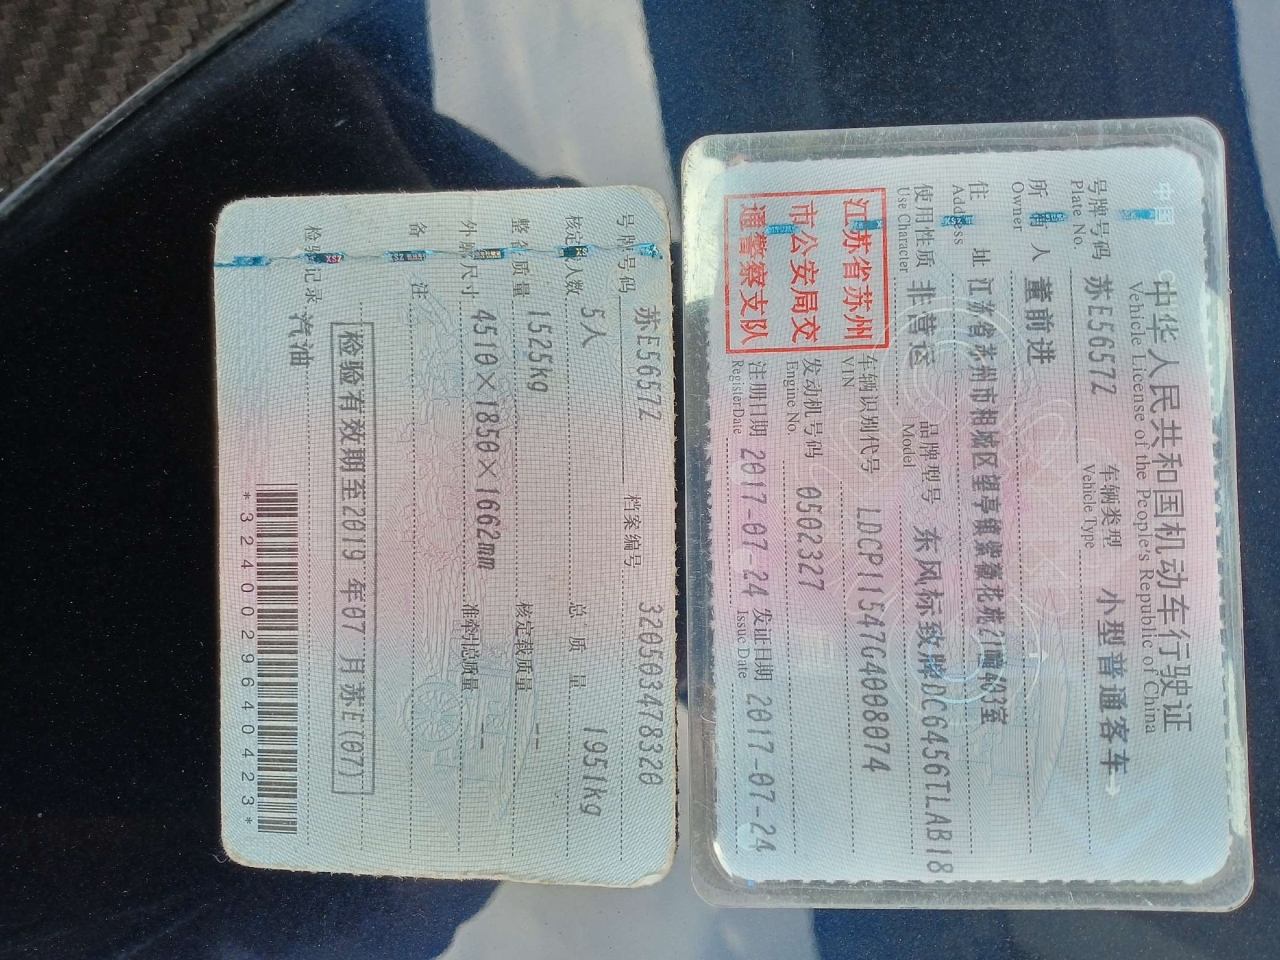 中华人民共和国机动车行驶证
Vehicle License of the People's Republic of China
号牌号码 苏E5657Z 车辆类型 小型普通客车
Plate No. Vehicle Type
所有人 董前进
Owner
住址 江苏省苏州市相城区望亭镇紫薇花苑21幢403室
Address
使用性质 非营运 品牌型号 东风标致牌DC6456TLAB18
Use Character Model
江苏省苏州
市公安局交
通警察支队
车辆识别代号 LDCP11547G4008074
VIN
发动机号码 0502327
Engine No.
注册日期 2017-07-24 发证日期 2017-07-24
Register Date Issue Date
号牌号码 苏E5657Z 档案编号 320503478320
核定人数 5人 总质量 1951kg
整备质量 1525kg 核定载质量 --
外廓尺寸 4510×1850×1662mm 准牵引总质量 --
备注
检验有效期至2019年07月苏E(07)
检验记录 汽油
*3240029640423*